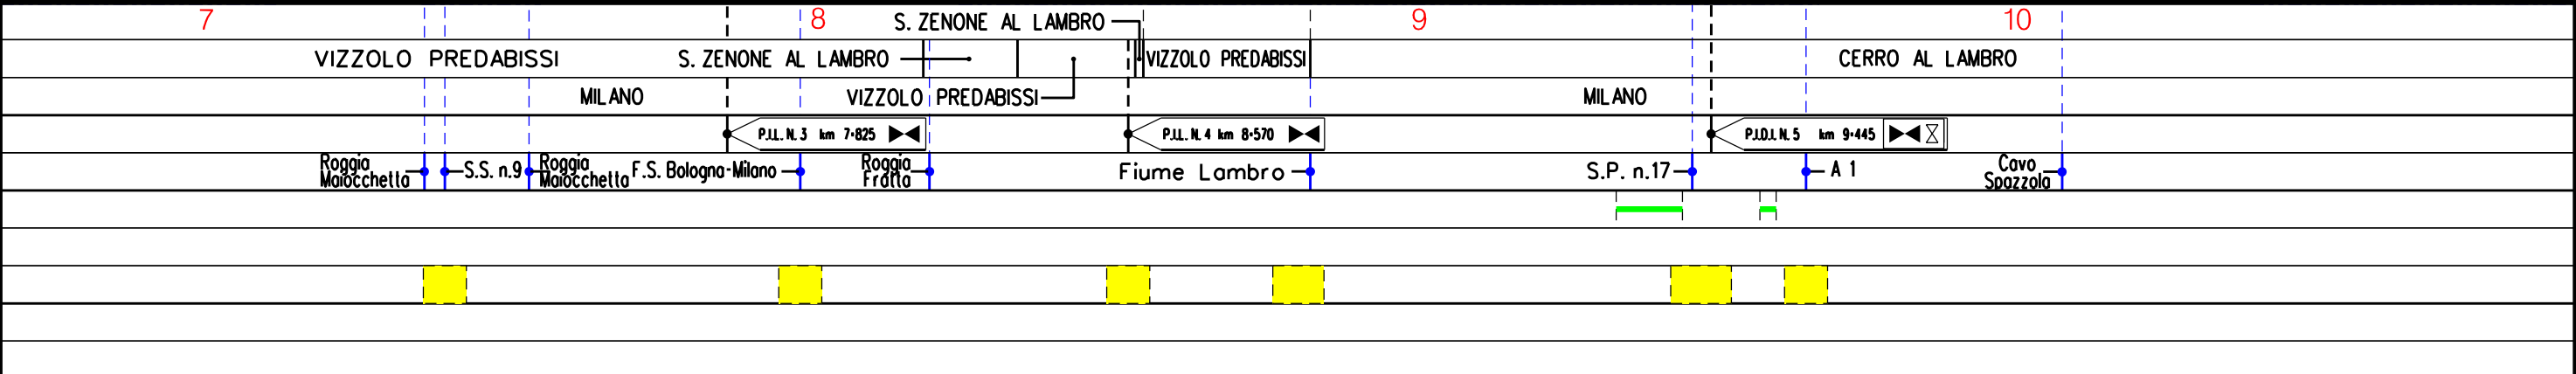 7
8
9
10
S. ZENONE AL LAMBRO
VIZZOLO PREDABISSI
S. ZENONE AL LAMBRO
VIZZOLO PREDABISSI
CERRO AL LAMBRO
MILANO
VIZZOLO PREDABISSI
MILANO
P.I.L. N. 3 km 7+825
P.I.L. N. 4 km 8+570
P.I.D.I. N. 5 km 9+445
Roggia
Maiocchetta
S.S. n.9
Roggia
Maiocchetta
F.S. Bologna-Milano
Roggia
Fratta
Fiume Lambro
S.P. n.17
A 1
Cavo
Spazzola